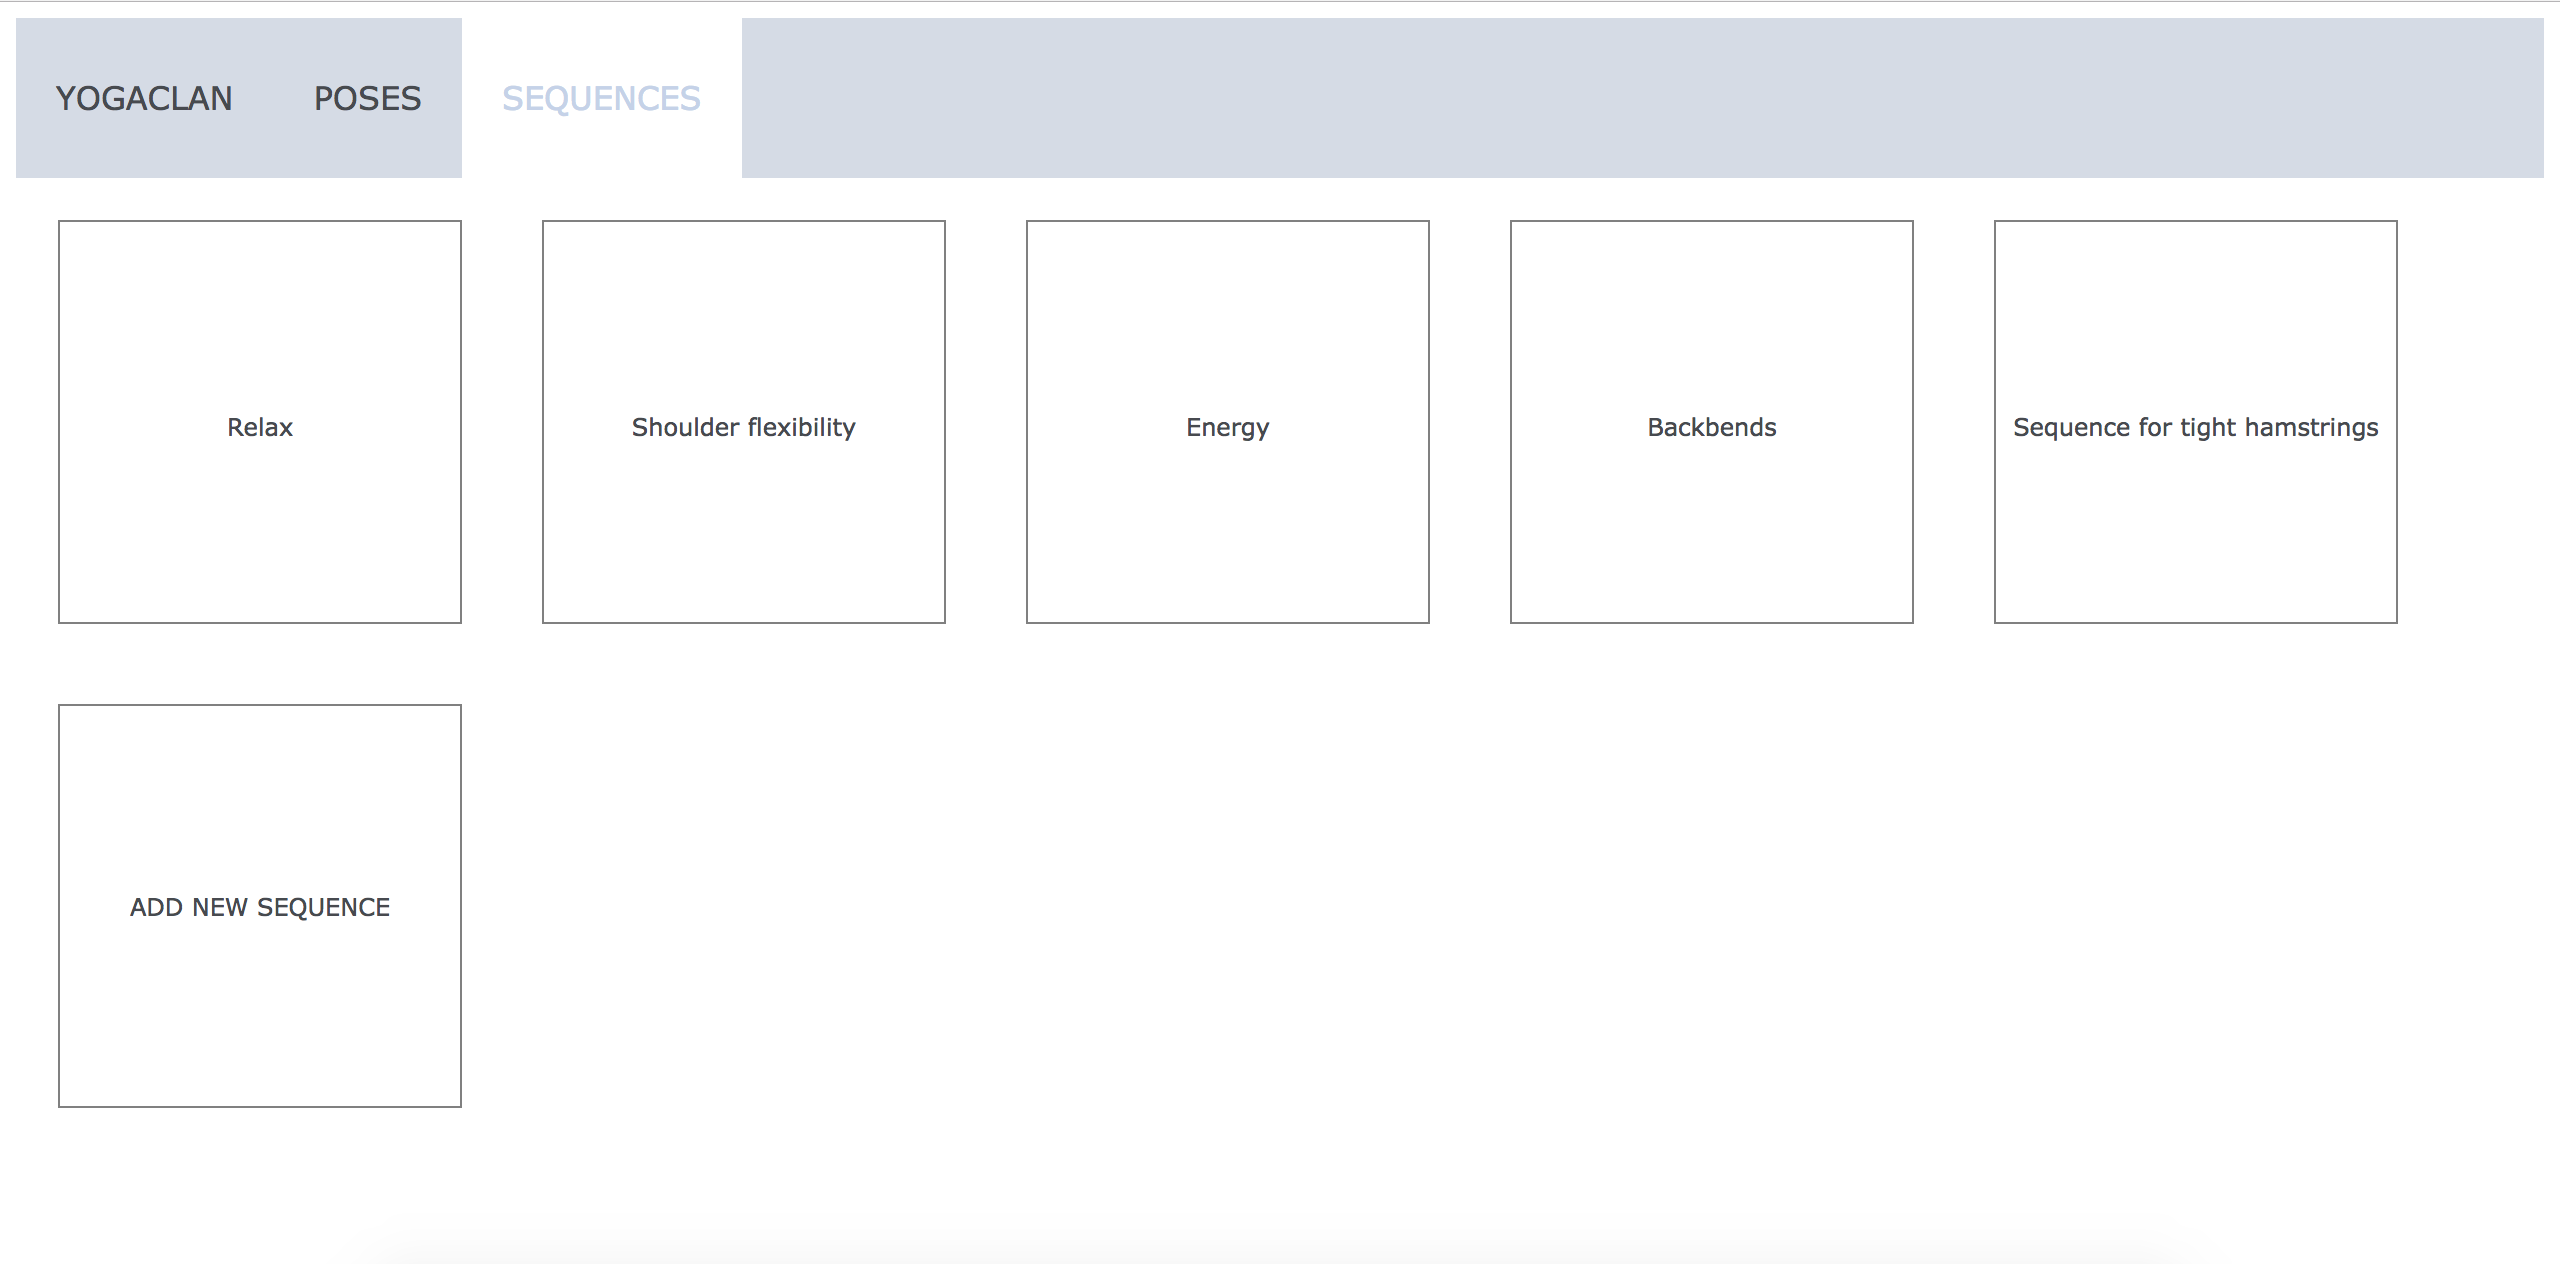 YOGACLAN POSES SEQUENCES
Relax Shoulder flexibility Energy Backbends Sequence for tight hamstrings
ADD NEW SEQUENCE